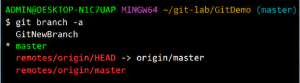 ADMIN@DESKTOP-N1C7UAP MINGW64 ~/git-lab/GitDemo (master)
$ git branch -a
  GitNewBranch
* master
  remotes/origin/HEAD -> origin/master
  remotes/origin/master